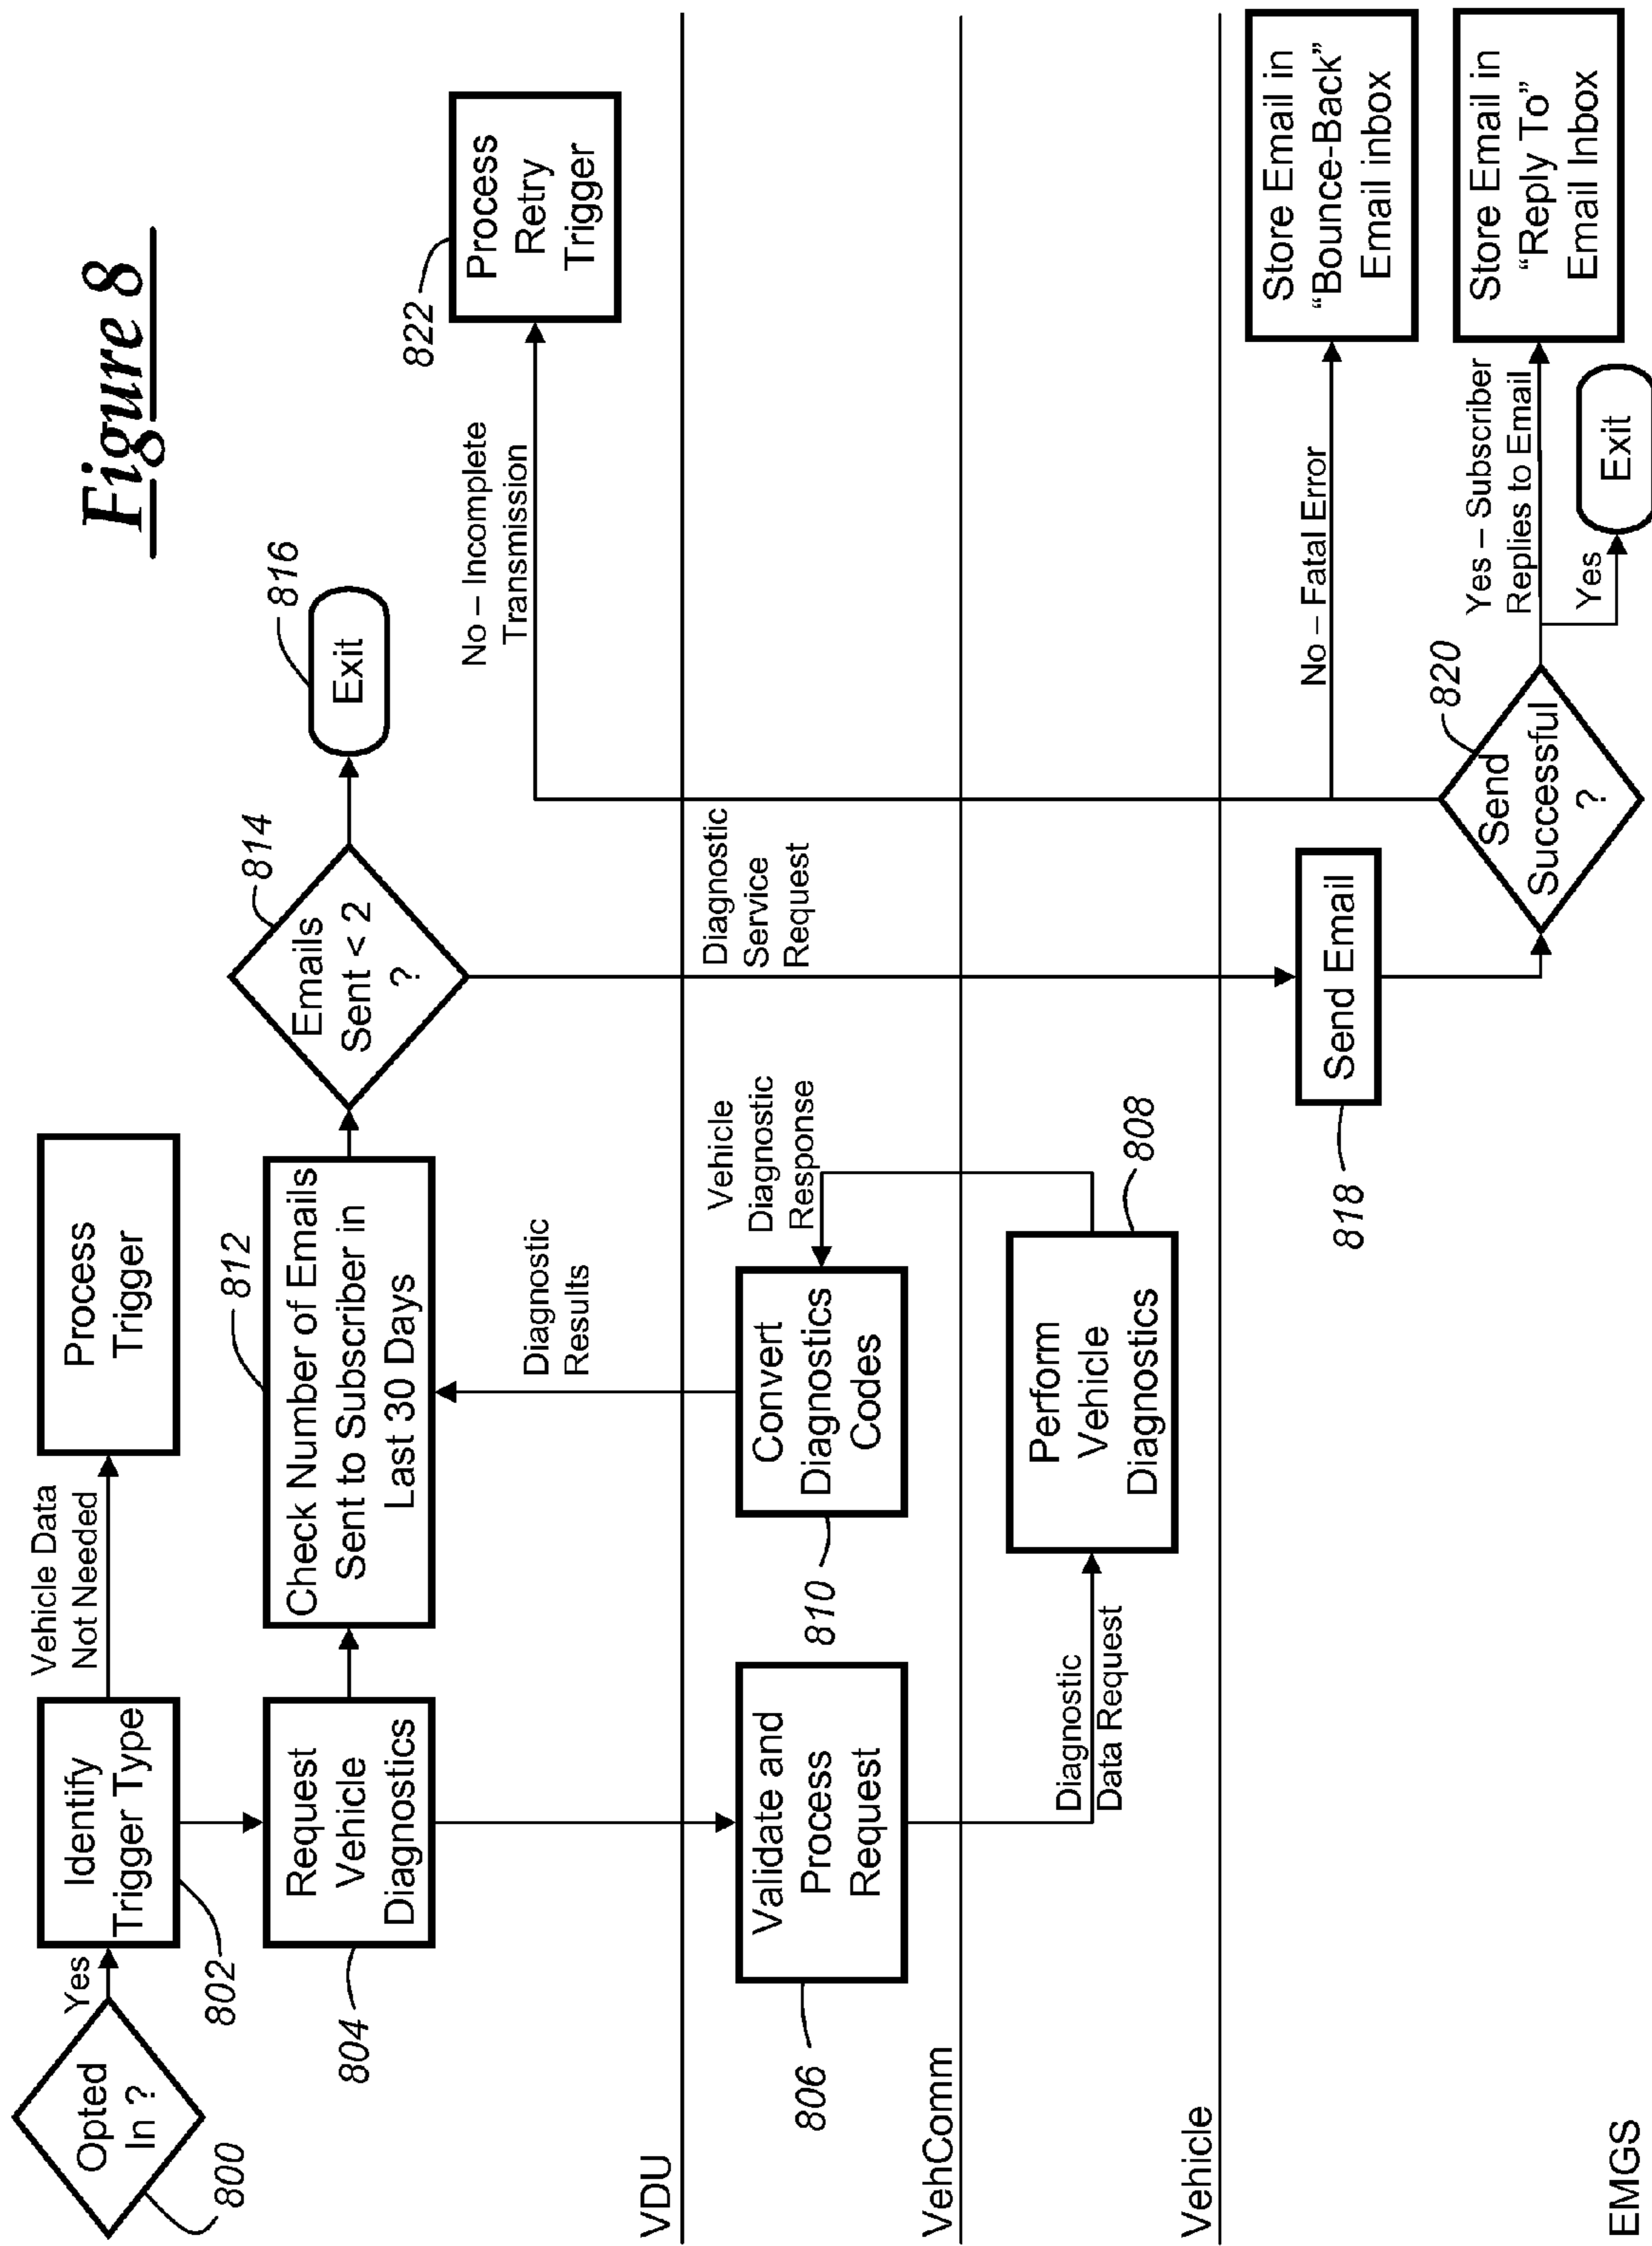 Figure 8
Opted
In ?
800
Yes
Identify
Trigger Type
802
Vehicle Data
Not Needed
Process
Trigger
Request
Vehicle
Diagnostics
804
Check Number of Emails
Sent to Subscriber in
Last 30 Days
812
Emails
Sent < 2
?
814
Exit
816
No – Incomplete
Transmission
Process
Retry
Trigger
822
Diagnostic
Results
Diagnostic
Service
Request
VDU
Validate and
Process
Request
806
Convert
Diagnostics
Codes
810
Vehicle
Diagnostic
Response
VehComm
Diagnostic
Data Request
Perform
Vehicle
Diagnostics
808
Vehicle
Send Email
818
Send
Successful
?
820
No – Fatal Error
Store Email in
“Bounce-Back”
Email inbox
Yes – Subscriber
Replies to Email
Store Email in
“Reply To”
Email Inbox
Yes
Exit
EMGS